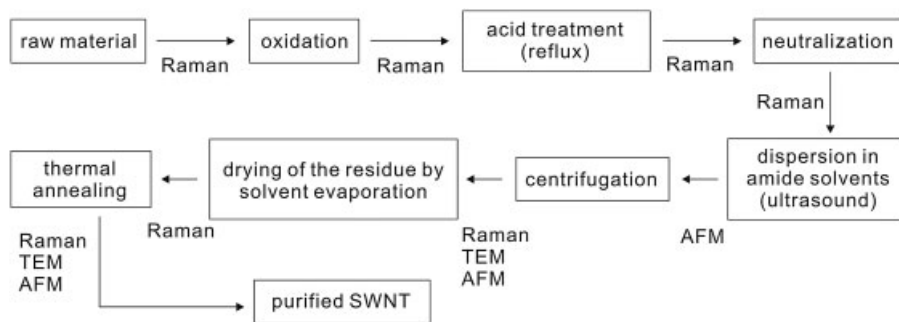 raw material
Raman
oxidation
Raman
acid treatment
(reflux)
Raman
neutralization
Raman
dispersion in
amide solvents
(ultrasound)
AFM
centrifugation
Raman
TEM
AFM
drying of the residue by
solvent evaporation
Raman
thermal
annealing
Raman
TEM
AFM
purified SWNT